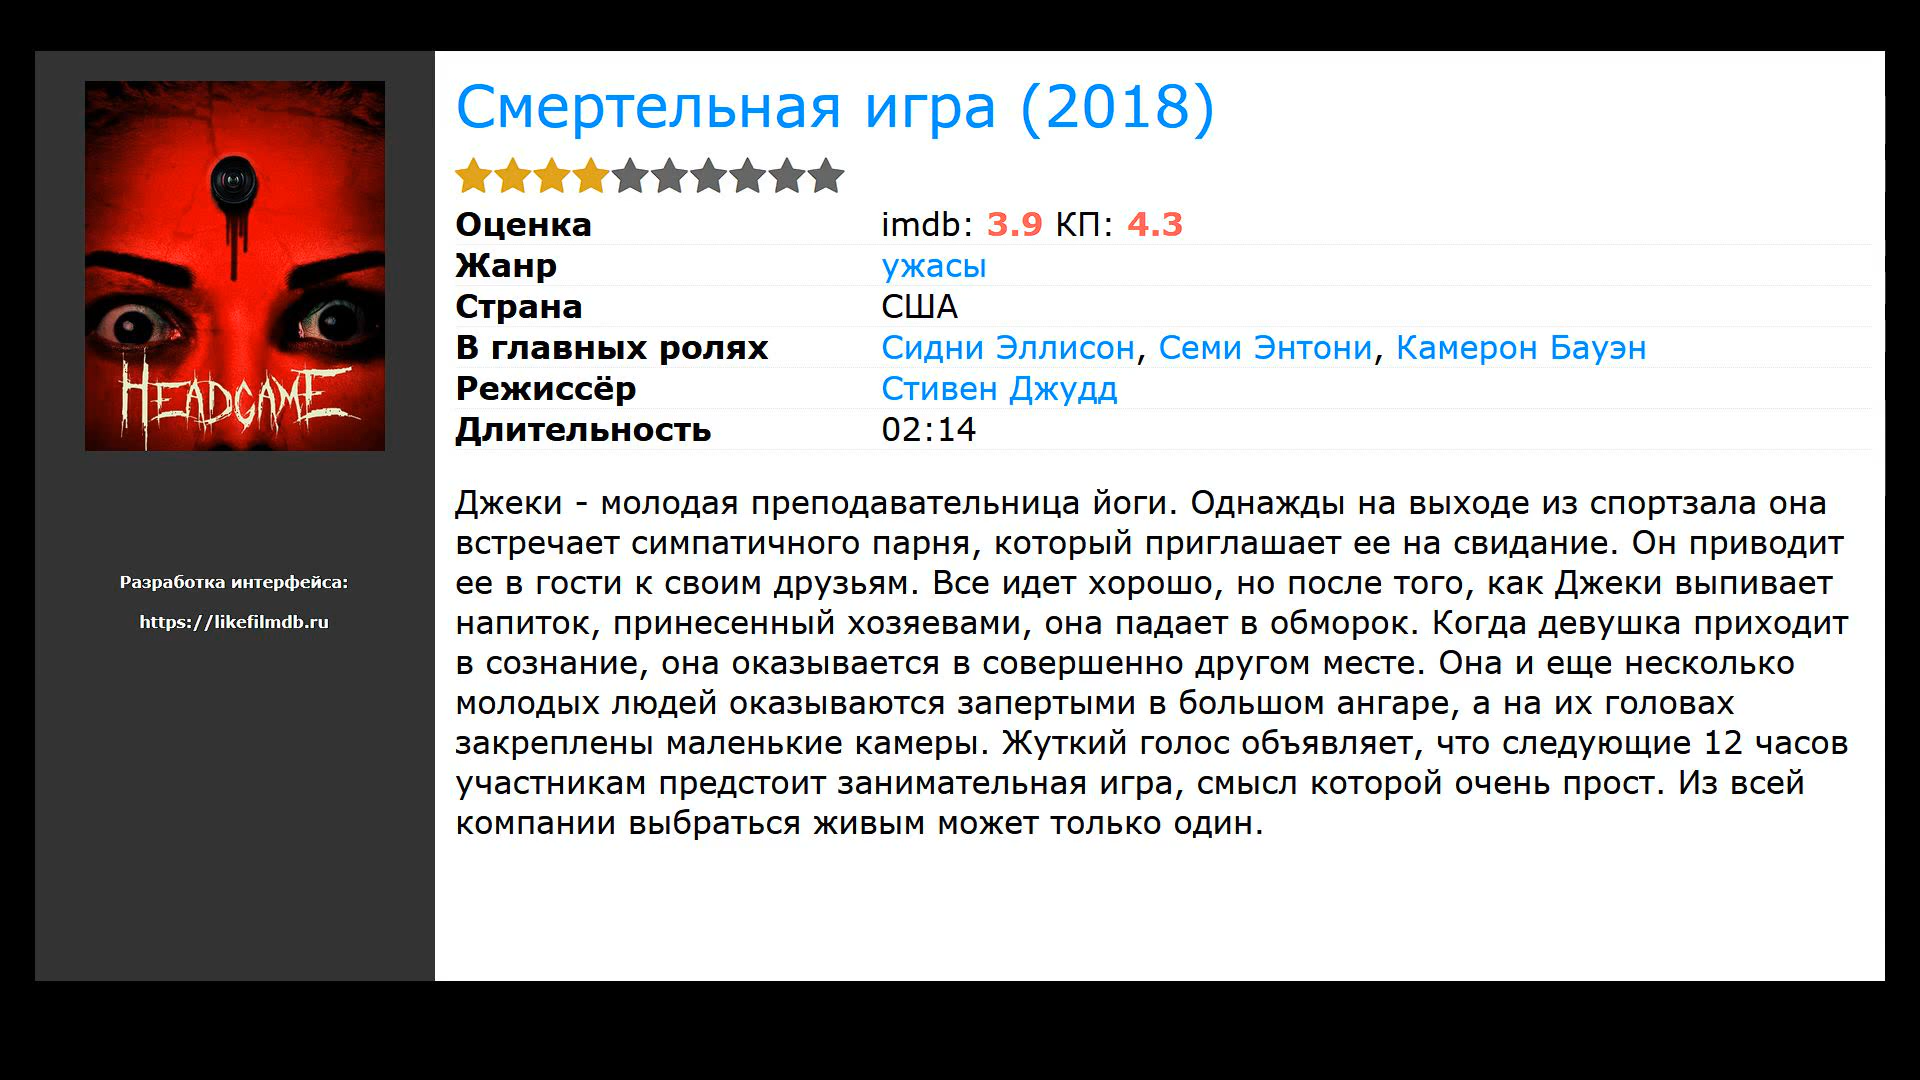 HEADGAME
Разработка интерфейса:
https://likefilmdb.ru
Смертельная игра (2018)
Оценка imdb: 3.9 КП: 4.3
Жанр ужасы
Страна США
В главных ролях Сидни Эллисон, Семи Энтони, Камерон Бауэн
Режиссёр Стивен Джудд
Длительность 02:14
Джеки - молодая преподавательница йоги. Однажды на выходе из спортзала она
встречает симпатичного парня, который приглашает ее на свидание. Он приводит
ее в гости к своим друзьям. Все идет хорошо, но после того, как Джеки выпивает
напиток, принесенный хозяевами, она падает в обморок. Когда девушка приходит
в сознание, она оказывается в совершенно другом месте. Она и еще несколько
молодых людей оказываются запертыми в большом ангаре, а на их головах
закреплены маленькие камеры. Жуткий голос объявляет, что следующие 12 часов
участникам предстоит занимательная игра, смысл которой очень прост. Из всей
компании выбраться живым может только один.